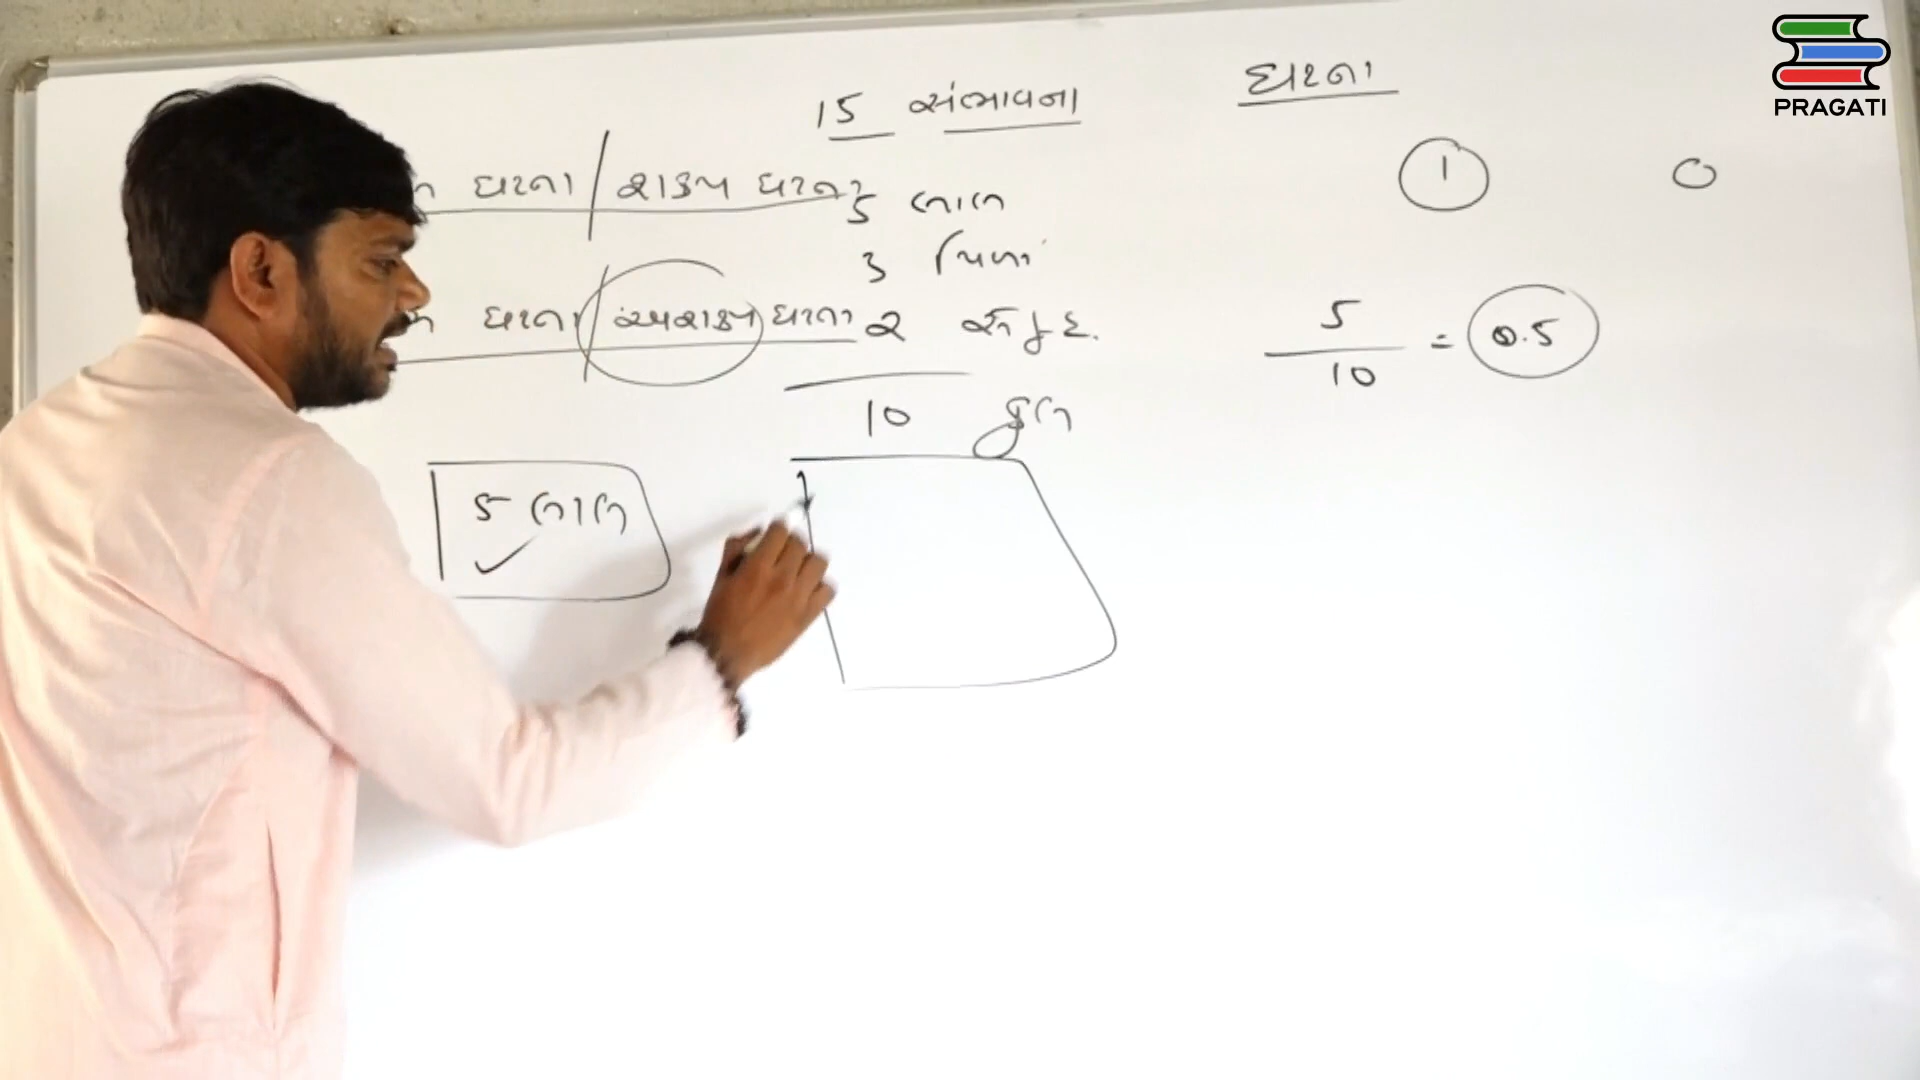 15 સંભાવના
ઘટના
PRAGATI
ઘટના / શક્ય ઘટના
5 લાલ
1 0
3 પીળા
ઘટના / અશક્ય ઘટના
2 સફેદ.
5/10 = 0.5
10 કુલ
5 લાલ ✓